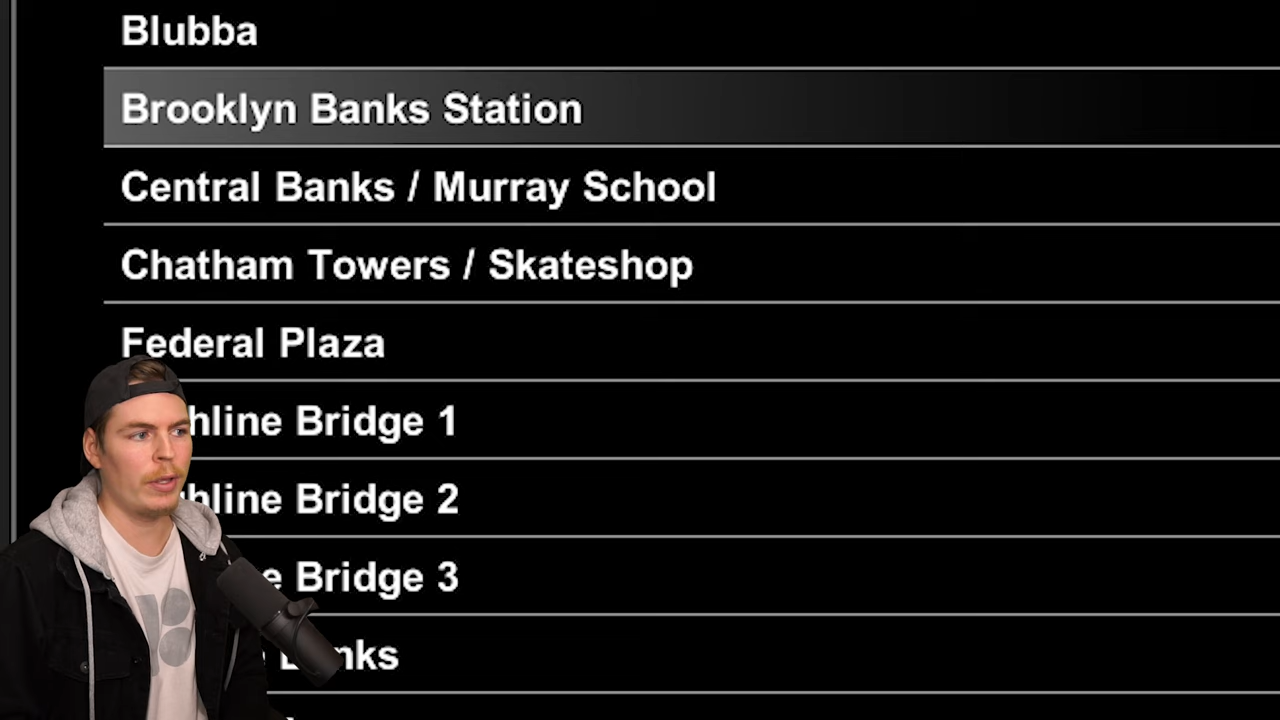 Blubba
Brooklyn Banks Station
Central Banks / Murray School
Chatham Towers / Skateshop
Federal Plaza
Bridge 1
Bridge 2
Bridge 3